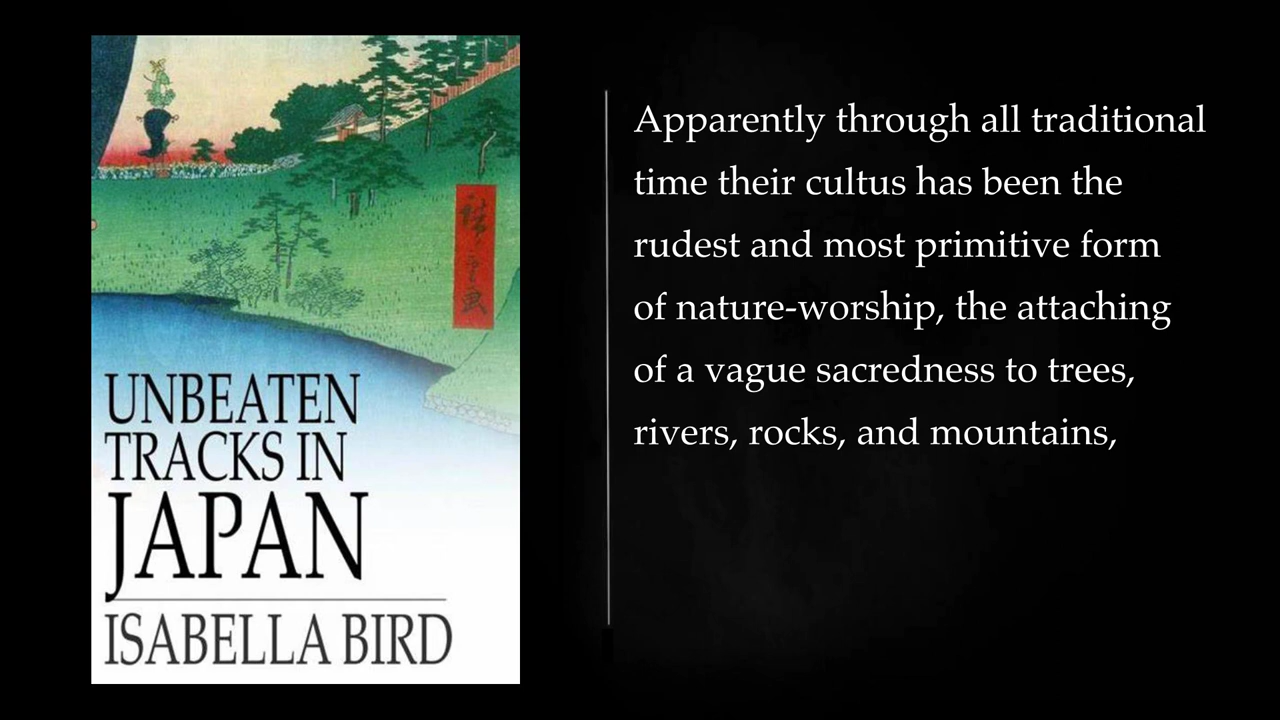 UNBEATEN
TRACKS IN
JAPAN
ISABELLA BIRD
Apparently through all traditional
time their cultus has been the
rudest and most primitive form
of nature-worship, the attaching
of a vague sacredness to trees,
rivers, rocks, and mountains,